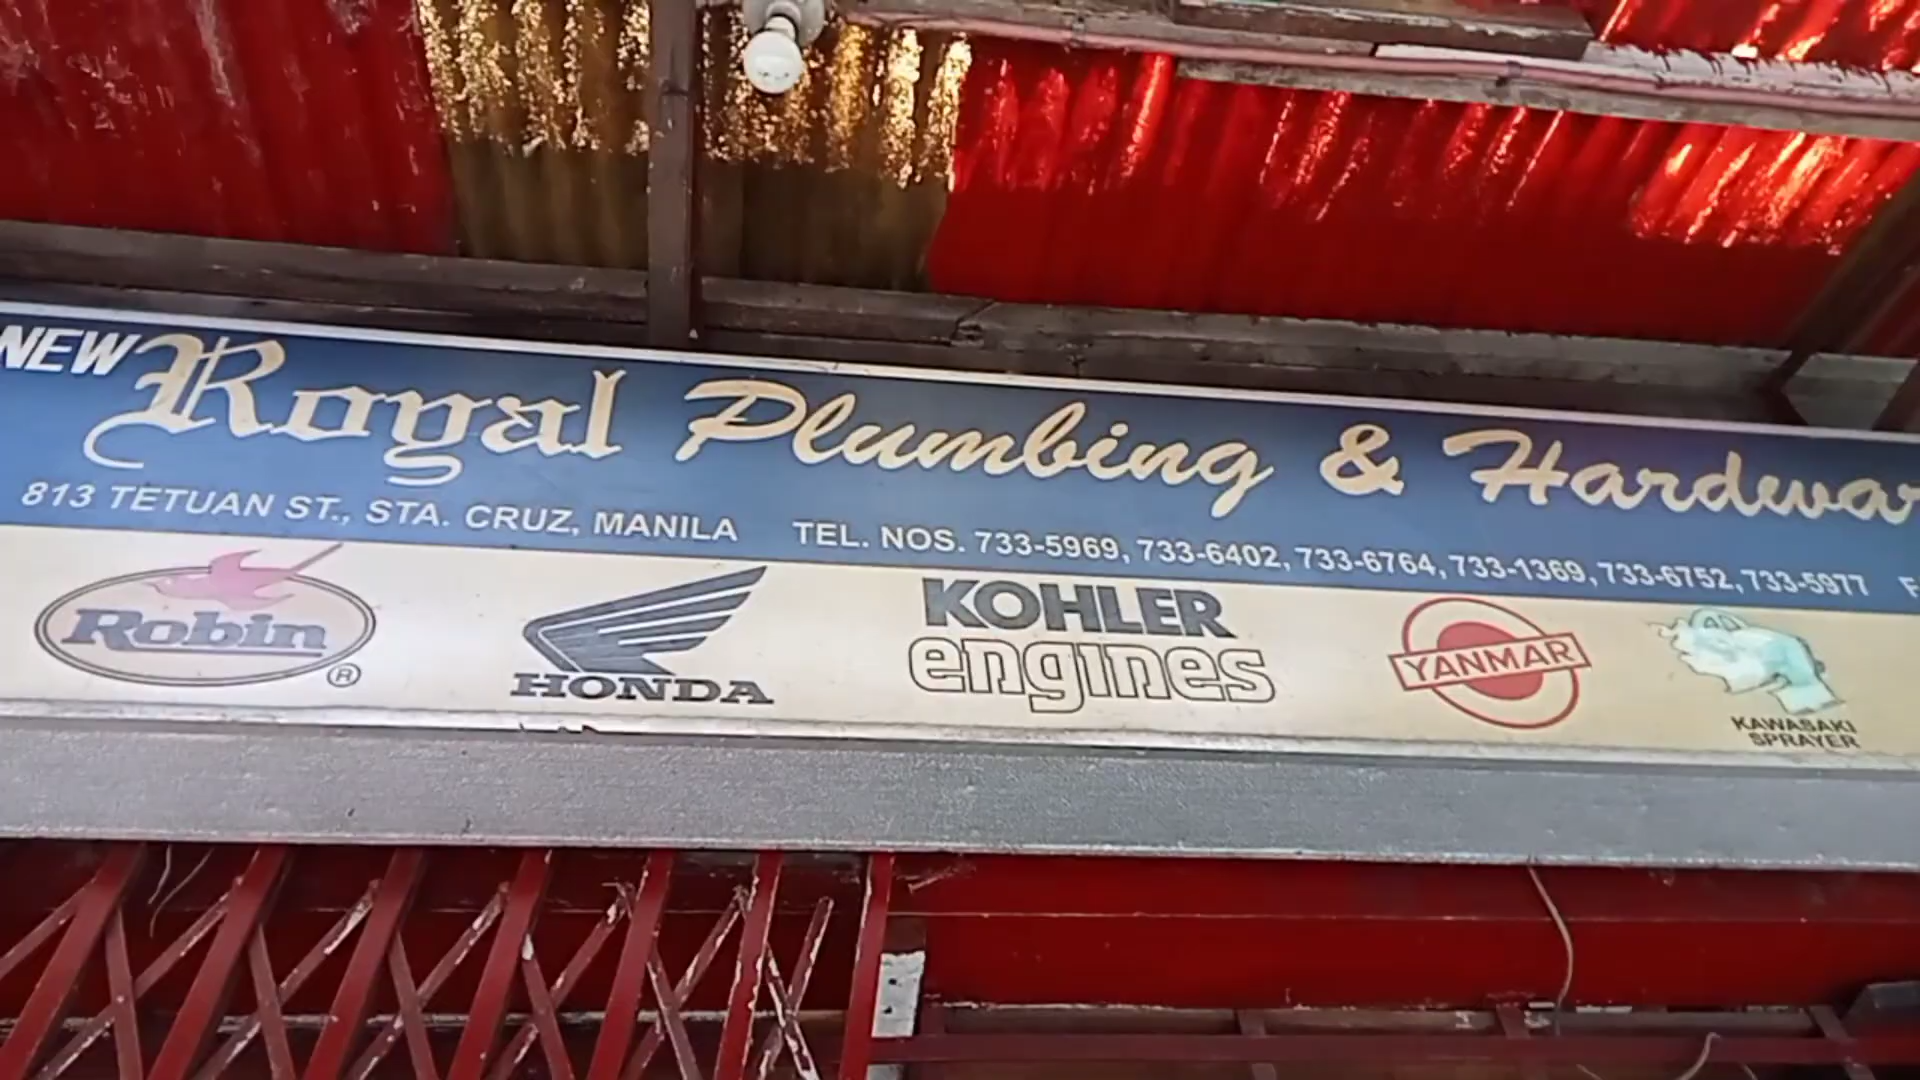 NEW Royal Plumbing & Hardwar
813 TETUAN ST., STA. CRUZ, MANILA TEL. NOS. 733-5969, 733-6402, 733-6764, 733-1369, 733-6752, 733-5977 F
Robin ®
HONDA
KOHLER
engines
YANMAR
KAWASAKI
SPRAYER